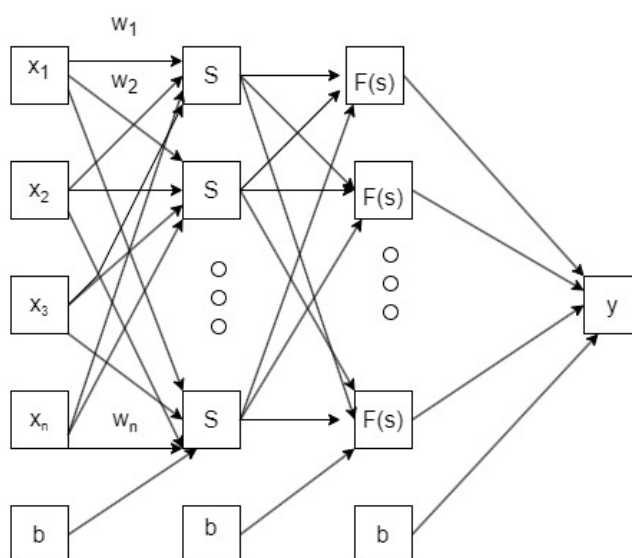 w₁
x₁ S F(s)
w₂
x₂ S F(s)
x₃ y
xₙ wₙ S F(s)
b b b